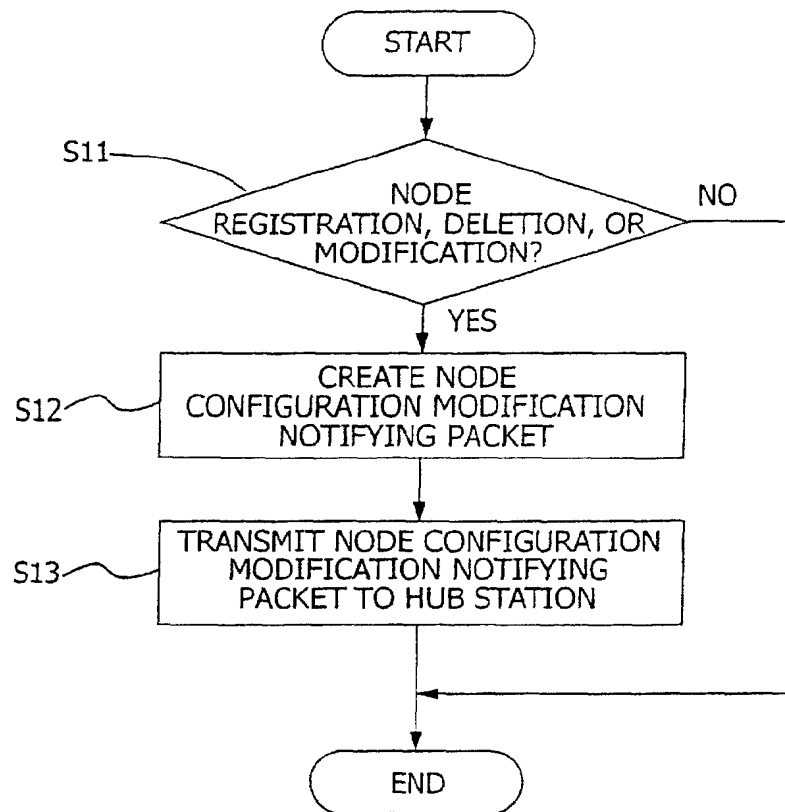 START
S11
NODE
REGISTRATION, DELETION, OR
MODIFICATION?
NO
YES
S12
CREATE NODE
CONFIGURATION MODIFICATION
NOTIFYING PACKET
S13
TRANSMIT NODE CONFIGURATION
MODIFICATION NOTIFYING
PACKET TO HUB STATION
END